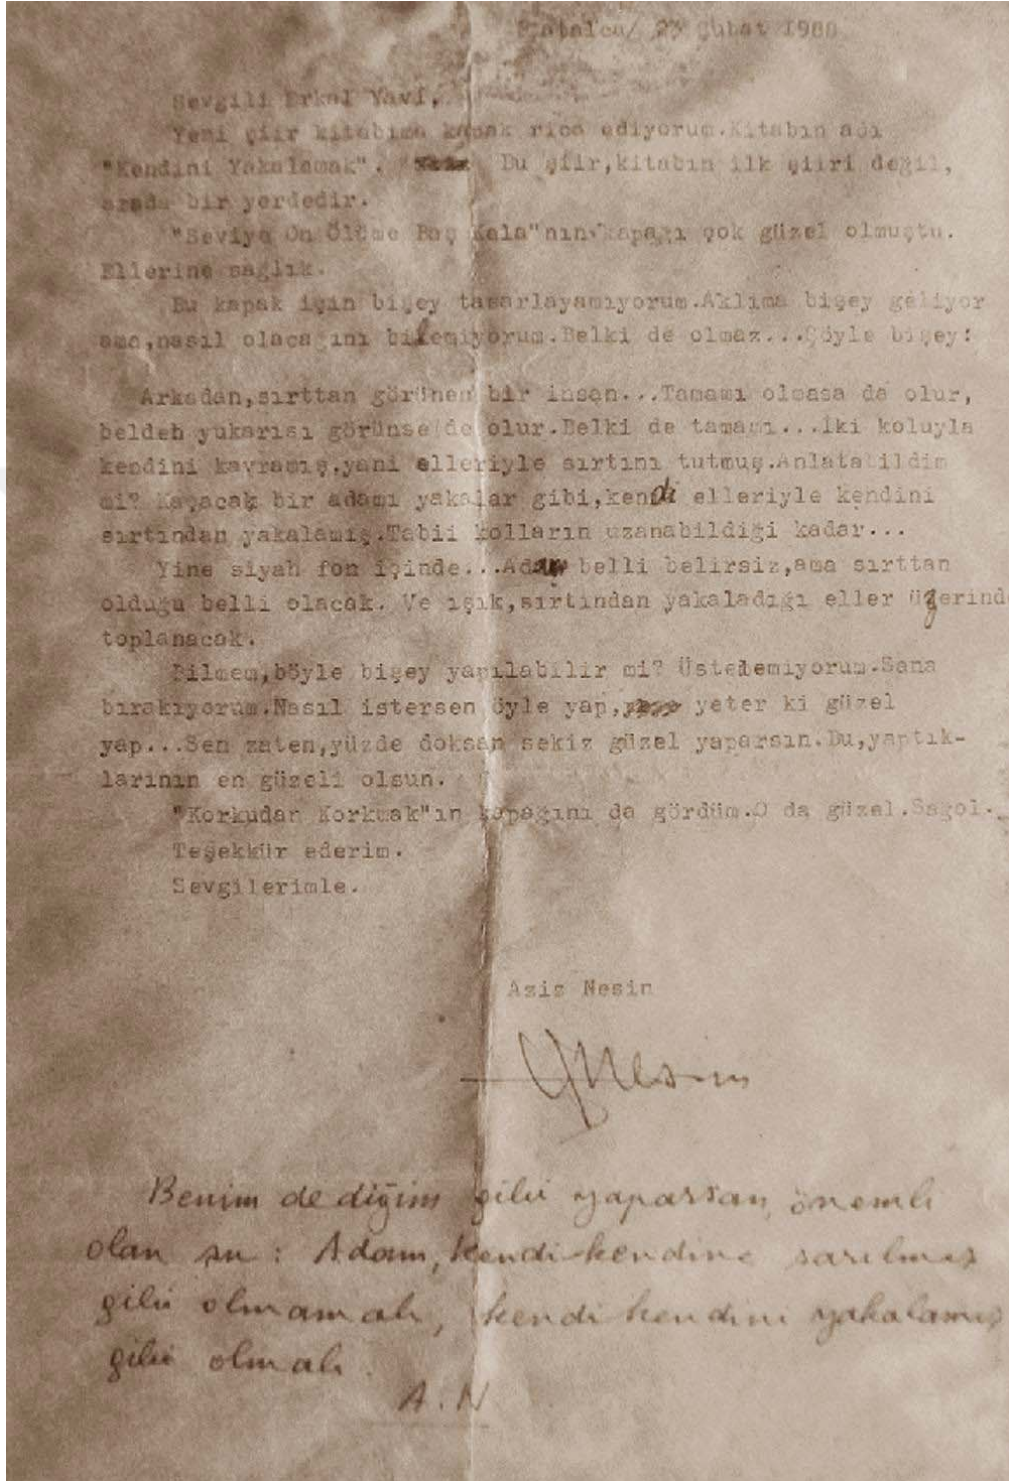 Çatalca/ 23 Şubat 1988
Sevgili Erkal Yavi,
Yeni şiir kitabıma kapak rica ediyorum.Kitabın adı
"Kendini Yakalamak". Bu şiir,kitabın ilk şiiri değil,
arada bir yerdedir.
"Seviye On Ölüme Beş Kala"nın kapağı çok güzel olmuştu.
Ellerine sağlık.
Bu kapak için bişey tasarlayamıyorum.Aklıma bişey geliyor
ama,nasıl olacağını bilemiyorum.Belki de olmaz...Şöyle bişey:
Arkadan,sırttan görünen bir insan...Tamamı olmasa da olur,
belden yukarısı görünse de olur.Belki de tamamı...İki koluyla
kendini kavramış,yani elleriyle sırtını tutmuş.Anlatabildim
mi? Kaçacak bir adamı yakalar gibi,kendi elleriyle kendini
sırtından yakalamış.Tabii kolların uzanabildiği kadar...
Yine siyah fon içinde...Adam belli belirsiz,ama sırttan
olduğu belli olacak. Ve ışık,sırtından yakaladığı eller üzerind
toplanacak.
Bilmem,böyle bişey yapılabilir mi? Üsteleemiyorum.Sana
bırakıyorum.Nasıl istersen öyle yap, yeter ki güzel
yap...Sen zaten,yüzde doksan sekiz güzel yaparsın.Bu,yaptık-
larının en güzeli olsun.
"Korkudan Korkmak"ın kapağını da gördüm.O da güzel.Sagol.
Teşekkür ederim.
Sevgilerimle.
Aziz Nesin
Benim dediğim gibi yaparsan, önemli
olan şu : Adam, kendi kendine sarılmış
gibi olmamalı, kendi kendini yakalamış
gibi olmalı.
A.N